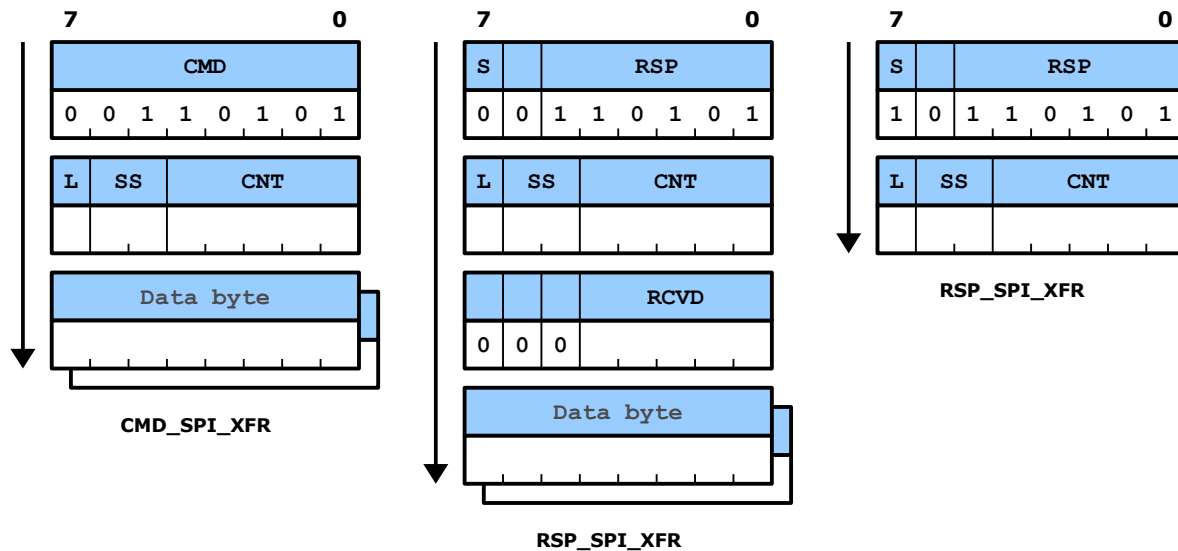 7 0
CMD
0 0 1 1 0 1 0 1
L SS CNT
Data byte
CMD_SPI_XFR
7 0
S RSP
0 0 1 1 0 1 0 1
L SS CNT
RCVD
0 0 0
Data byte
RSP_SPI_XFR
7 0
S RSP
1 0 1 1 0 1 0 1
L SS CNT
RSP_SPI_XFR